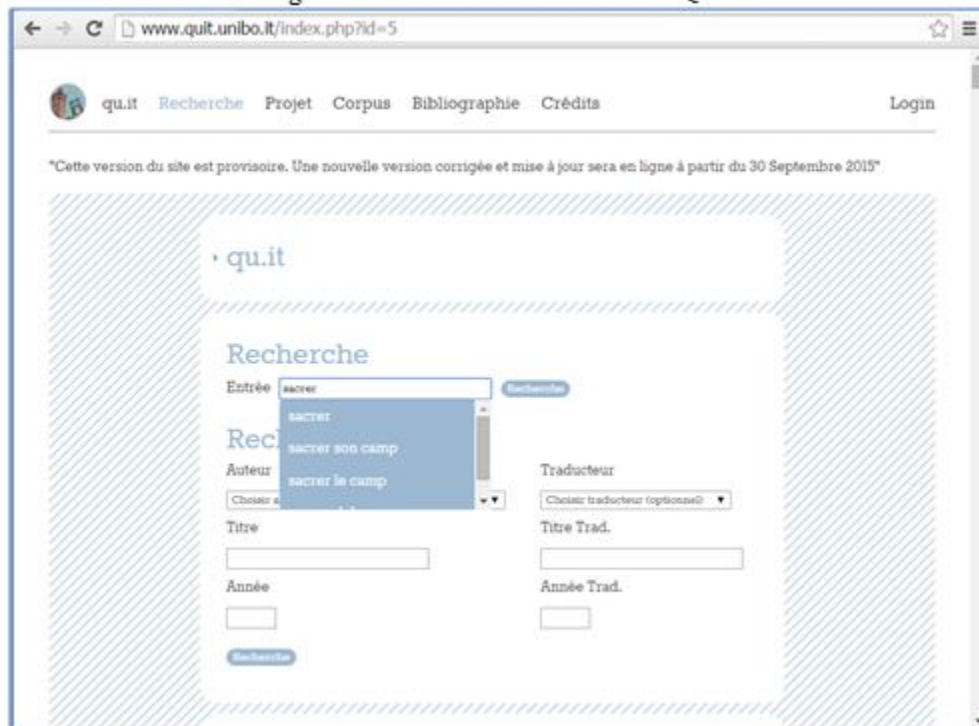 www.quit.unibo.it/index.php?id=5
qu.it Recherche Projet Corpus Bibliographie Crédits Login
"Cette version du site est provisoire. Une nouvelle version corrigée et mise à jour sera en ligne à partir du 30 Septembre 2015"
qu.it
Recherche
Entrée sacrer Recherche
sacrer
sacrer son camp
sacrer le camp
Auteur Traducteur
Choisir Choisir traducteur (optionnel)
Titre Titre Trad.
Année Année Trad.
Recherche